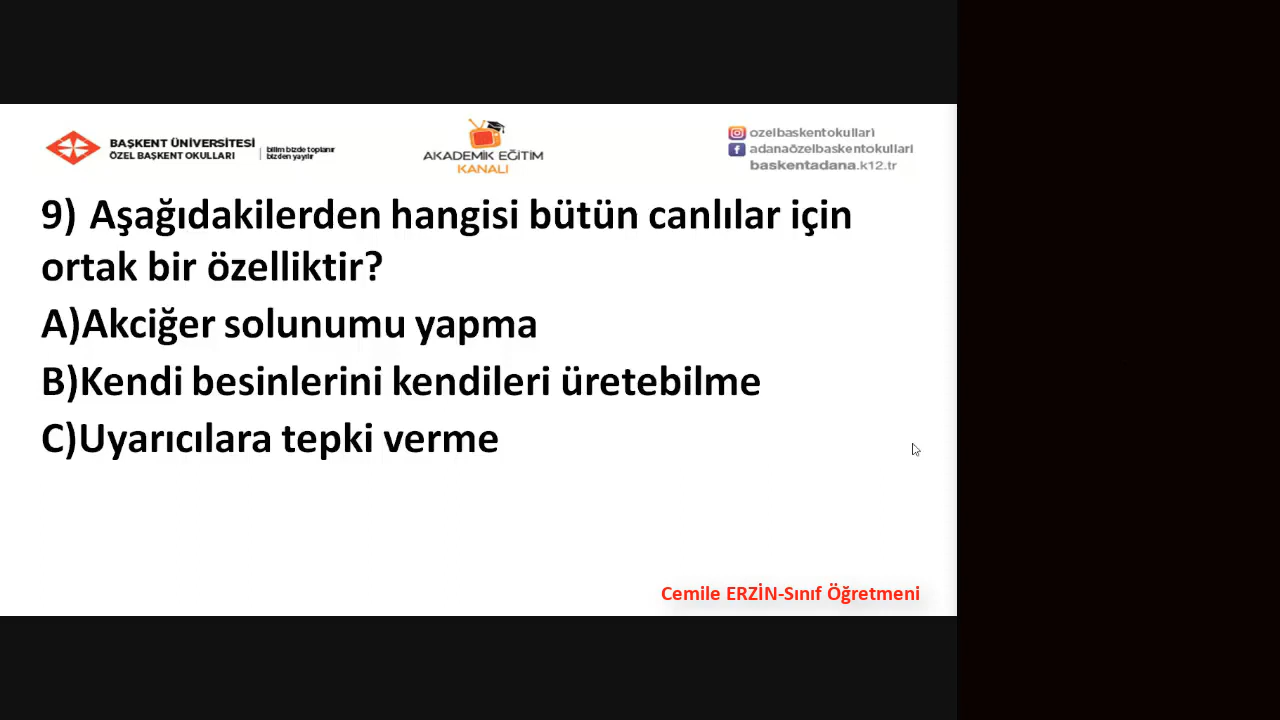 BAŞKENT ÜNİVERSİTESİ
ÖZEL BAŞKENT OKULLARI
bilim bizde toplanır
bizden yayılır
AKADEMİK EĞİTİM
KANALI
ozelbaskentokullari
adanaözelbaskentokullari
baskentadana.k12.tr
9) Aşağıdakilerden hangisi bütün canlılar için
ortak bir özelliktir?
A)Akciğer solunumu yapma
B)Kendi besinlerini kendileri üretebilme
C)Uyarıcılara tepki verme
Cemile ERZİN-Sınıf Öğretmeni